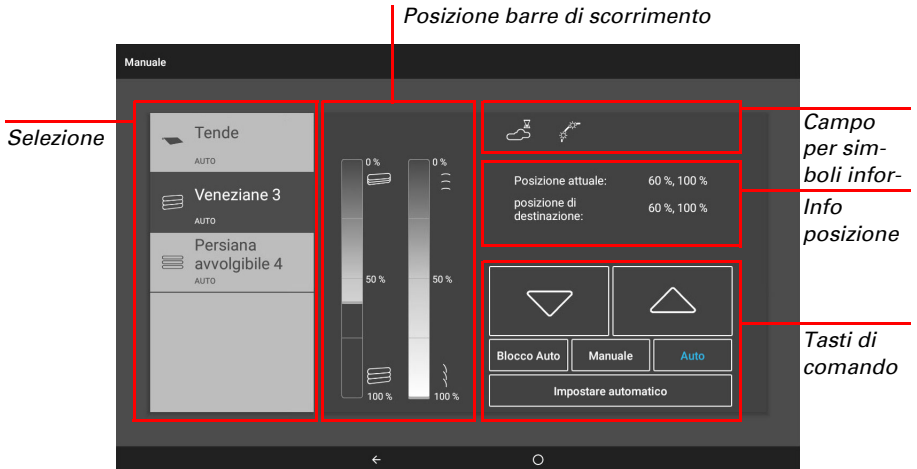 Posizione barre di scorrimento
Manuale
Selezione
Tende
AUTO
Veneziane 3
AUTO
Persiana
avvolgibile 4
AUTO
0 %
0 %
50 %
50 %
100 %
100 %
Campo
per sim-
boli infor-
Posizione attuale:
60 %, 100 %
posizione di
destinazione:
60 %, 100 %
Info
posizione
Blocco Auto
Manuale
Auto
Impostare automatico
Tasti di
comando